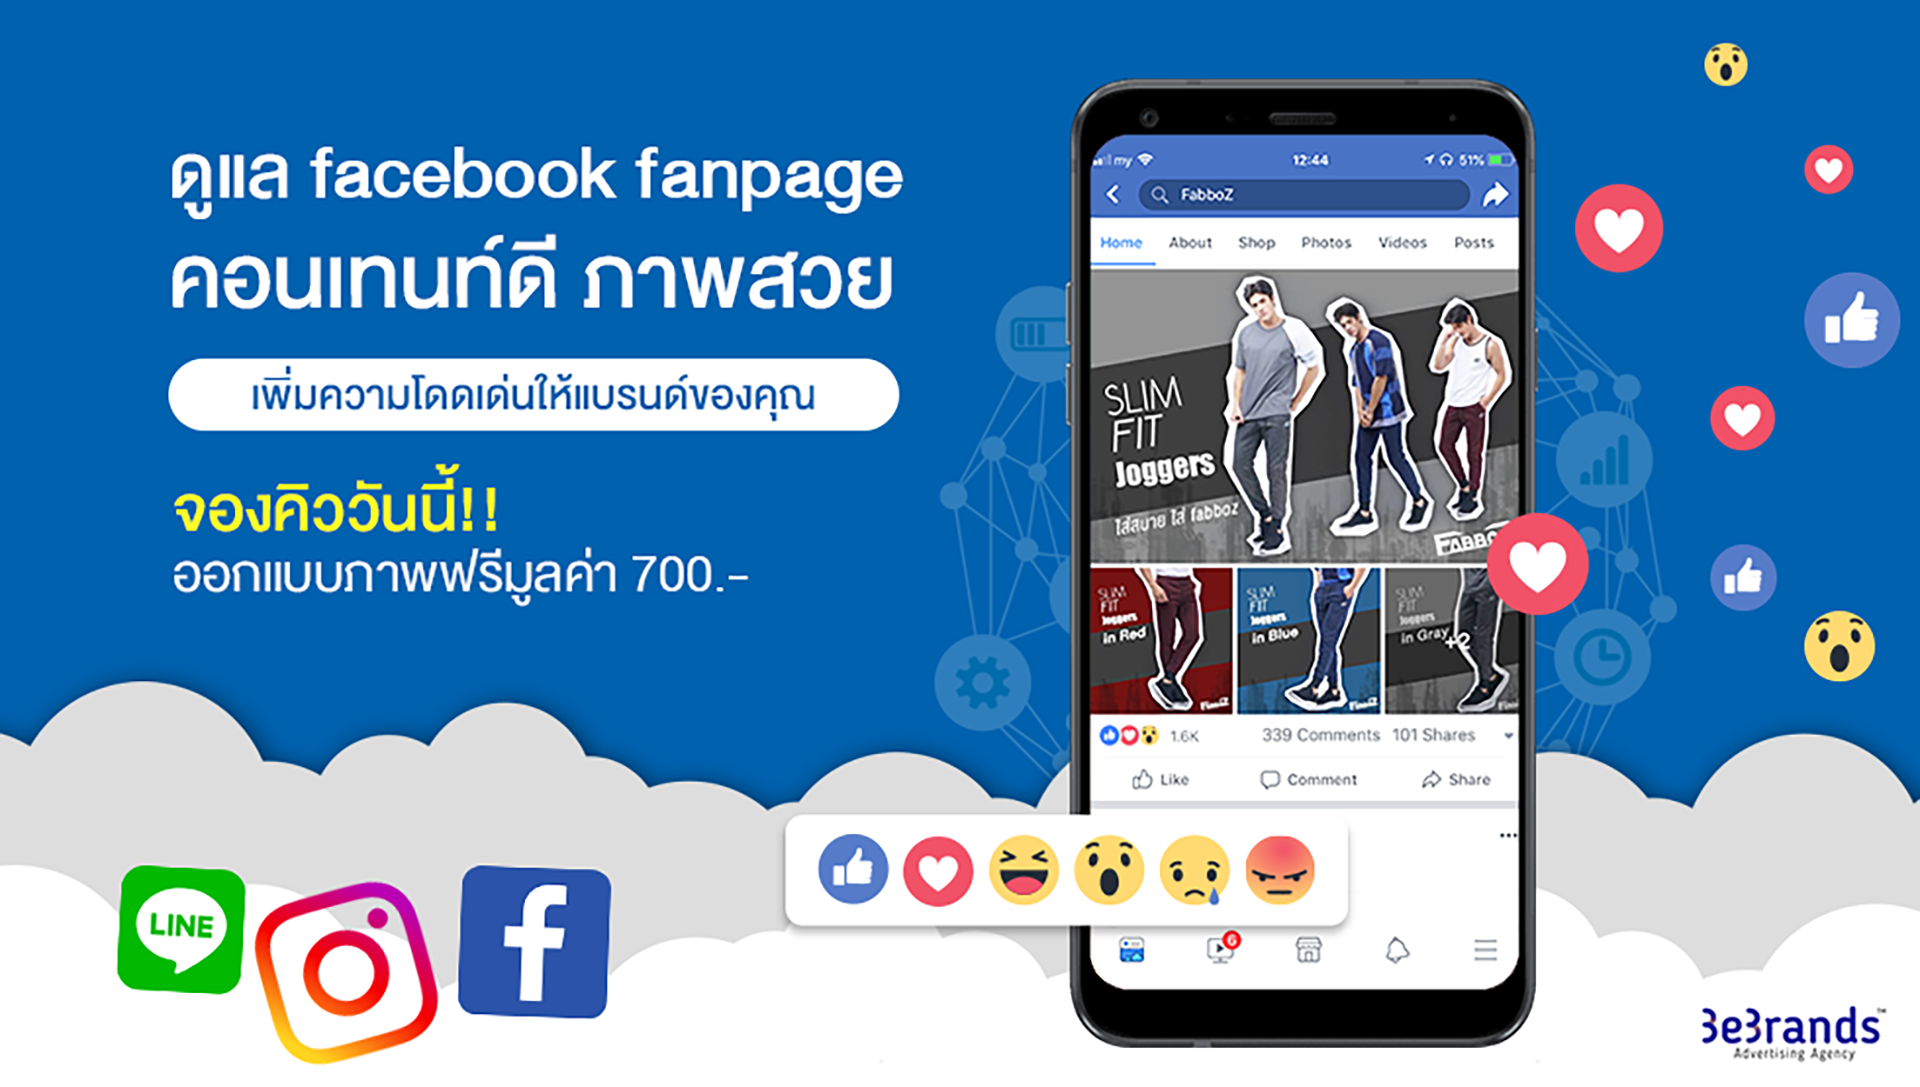 ดูแล facebook fanpage
คอนเทนท์ดี ภาพสวย
เพิ่มความโดดเด่นให้แบรนด์ของคุณ
จองคิววันนี้!!
ออกแบบภาพฟรีมูลค่า 700.-
my 12:44 51%
FabboZ
Home About Shop Photos Videos Posts
SLIM
FIT
Joggers
ใส่สบาย ใส่ fabboz
FABBO
SLIM
FIT
Joggers
in Red
FabboZ
SLIM
FIT
Joggers
in Blue
FabboZ
SLIM
FIT
Joggers
in Gray
+2
1.6K 339 Comments 101 Shares
Like Comment Share
6
LINE
BeBrands™
Advertising Agency